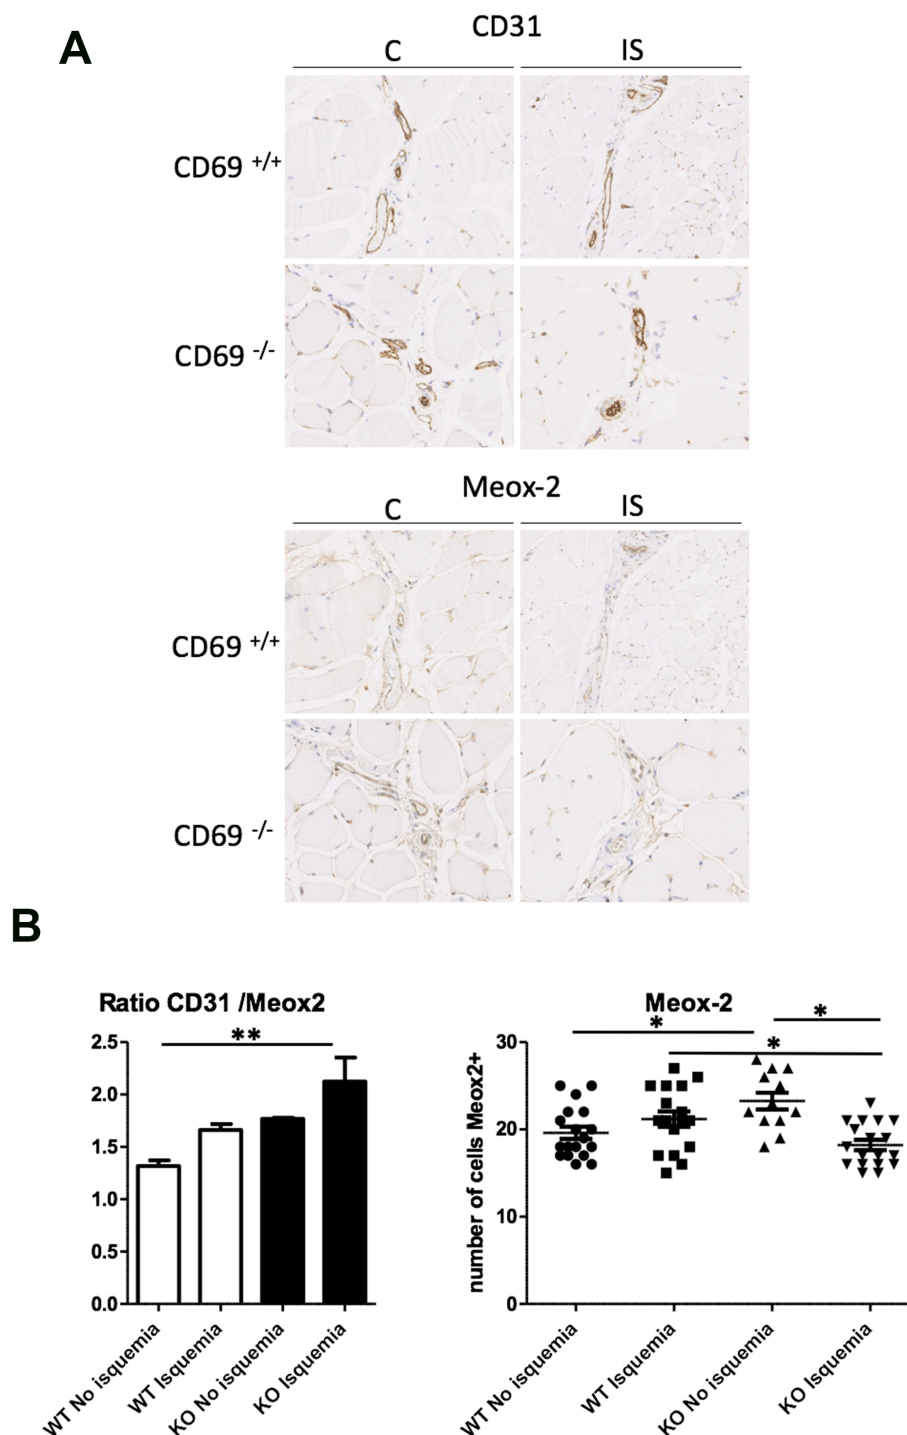 A
CD31
C IS
CD69 +/+
CD69 -/-
Meox-2
C IS
CD69 +/+
CD69 -/-
B
Ratio CD31 /Meox2
**
2.5
2.0
1.5
1.0
0.5
0.0
WT No isquemia
WT Isquemia
KO No isquemia
KO Isquemia
Meox-2
*
*
*
number of cells Meox2+
30
20
10
0
WT No isquemia
WT Isquemia
KO No isquemia
KO Isquemia